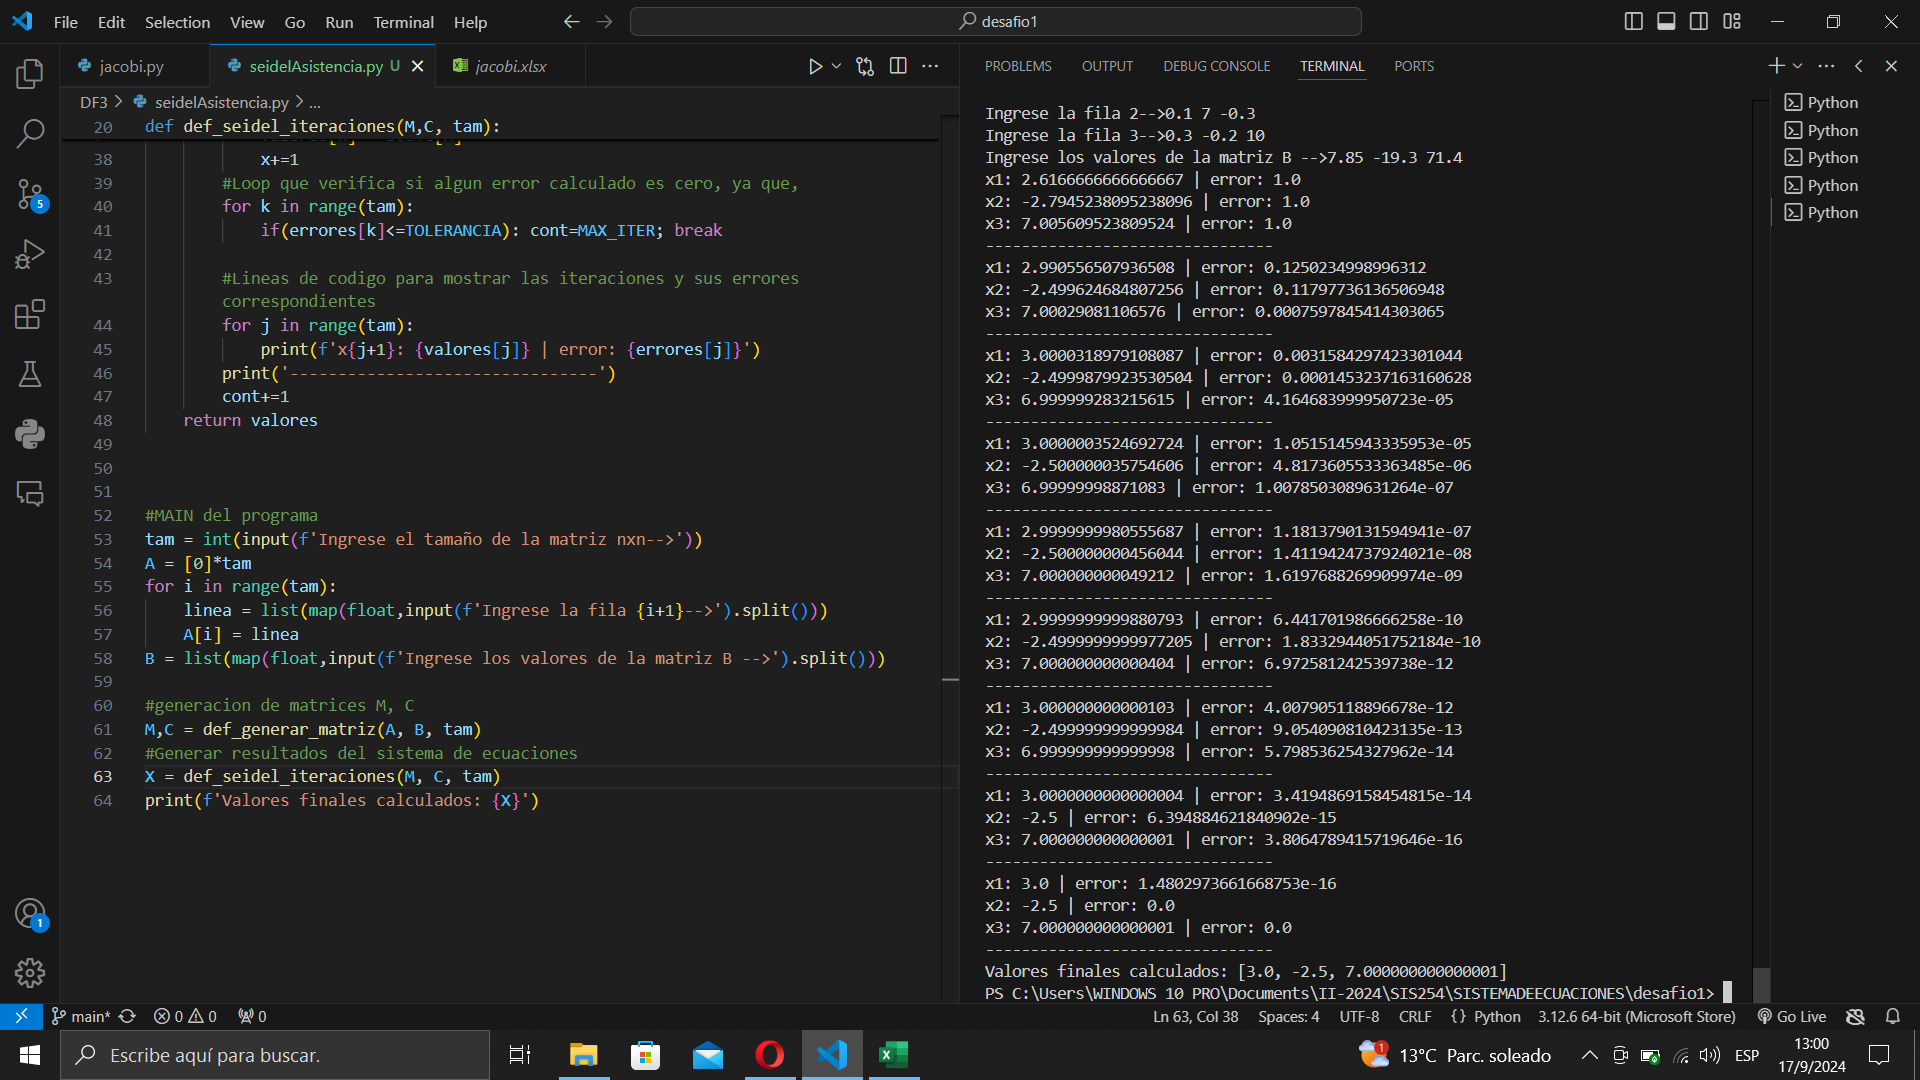 File Edit Selection View Go Run Terminal Help
desafio1
jacobi.py
seidelAsistencia.py U
jacobi.xlsx
DF3 > seidelAsistencia.py > ...
20 def def_seidel_iteraciones(M,C, tam):
38 x+=1
39 #Loop que verifica si algun error calculado es cero, ya que,
40 for k in range(tam):
41 if(errores[k]<=TOLERANCIA): cont=MAX_ITER; break
42
43 #Lineas de codigo para mostrar las iteraciones y sus errores
correspondientes
44 for j in range(tam):
45 print(f'x{j+1}: {valores[j]} | error: {errores[j]}')
46 print('--------------------------------')
47 cont+=1
48 return valores
49
50
51
52 #MAIN del programa
53 tam = int(input(f'Ingrese el tamaño de la matriz nxn-->'))
54 A = [0]*tam
55 for i in range(tam):
56 linea = list(map(float,input(f'Ingrese la fila {i+1}-->').split()))
57 A[i] = linea
58 B = list(map(float,input(f'Ingrese los valores de la matriz B -->').split()))
59
60 #generacion de matrices M, C
61 M,C = def_generar_matriz(A, B, tam)
62 #Generar resultados del sistema de ecuaciones
63 X = def_seidel_iteraciones(M, C, tam)
64 print(f'Valores finales calculados: {X}')
PROBLEMS OUTPUT DEBUG CONSOLE TERMINAL PORTS
Ingrese la fila 2-->0.1 7 -0.3
Ingrese la fila 3-->0.3 -0.2 10
Ingrese los valores de la matriz B -->7.85 -19.3 71.4
x1: 2.6166666666666667 | error: 1.0
x2: -2.7945238095238096 | error: 1.0
x3: 7.005609523809524 | error: 1.0
--------------------------------
x1: 2.990556507936508 | error: 0.1250234998996312
x2: -2.499624684807256 | error: 0.11797736136506948
x3: 7.00029081106576 | error: 0.0007597845414303065
--------------------------------
x1: 3.0000318979108087 | error: 0.0031584297423301044
x2: -2.4999879923530504 | error: 0.0001453237163160628
x3: 6.999999283215615 | error: 4.164683999950723e-05
--------------------------------
x1: 3.0000003524692724 | error: 1.0515145943335953e-05
x2: -2.500000035754606 | error: 4.8173605533363485e-06
x3: 6.99999998871083 | error: 1.0078503089631264e-07
--------------------------------
x1: 2.9999999980555687 | error: 1.1813790131594941e-07
x2: -2.500000000456044 | error: 1.4119424737924021e-08
x3: 7.000000000049212 | error: 1.6197688269909974e-09
--------------------------------
x1: 2.9999999999880793 | error: 6.441701986666258e-10
x2: -2.4999999999977205 | error: 1.8332944051752184e-10
x3: 7.000000000000404 | error: 6.972581242539738e-12
--------------------------------
x1: 3.000000000000103 | error: 4.007905118896678e-12
x2: -2.499999999999984 | error: 9.054090810423135e-13
x3: 6.999999999999998 | error: 5.798536254327962e-14
--------------------------------
x1: 3.0000000000000004 | error: 3.4194869158454815e-14
x2: -2.5 | error: 6.394884621840902e-15
x3: 7.000000000000001 | error: 3.8064789415719646e-16
--------------------------------
x1: 3.0 | error: 1.4802973661668753e-16
x2: -2.5 | error: 0.0
x3: 7.000000000000001 | error: 0.0
--------------------------------
Valores finales calculados: [3.0, -2.5, 7.000000000000001]
PS C:\Users\WINDOWS 10 PRO\Documents\II-2024\SIS254\SISTEMADEECUACIONES\desafio1>
Python
Python
Python
Python
Python
5
1
main* 0 0 0
Ln 63, Col 38 Spaces: 4 UTF-8 CRLF {} Python 3.12.6 64-bit (Microsoft Store) Go Live
Escribe aquí para buscar.
1
13°C Parc. soleado
ESP
13:00
17/9/2024